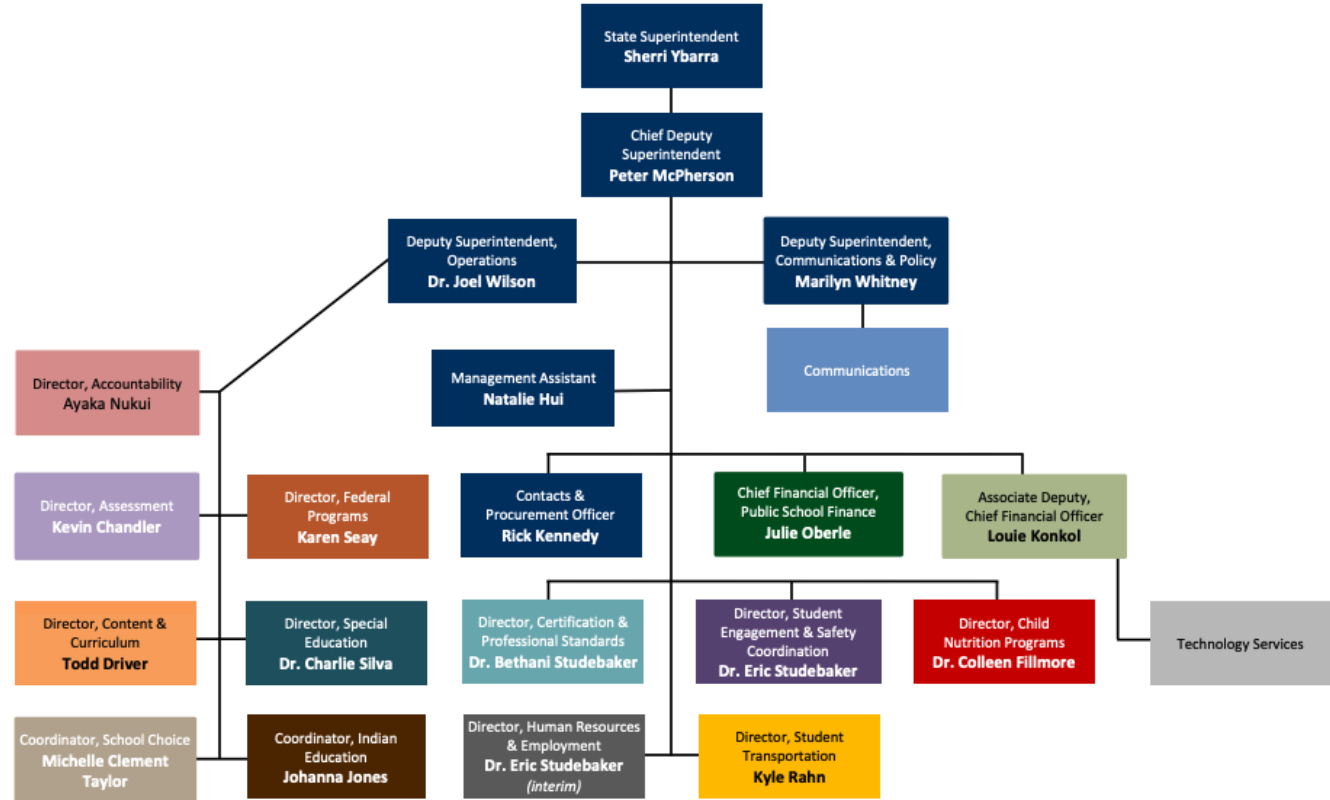 State Superintendent
Sherri Ybarra
Chief Deputy
Superintendent
Peter McPherson
Deputy Superintendent,
Operations
Dr. Joel Wilson
Deputy Superintendent,
Communications & Policy
Marilyn Whitney
Communications
Management Assistant
Natalie Hui
Director, Accountability
Ayaka Nukui
Director, Assessment
Kevin Chandler
Director, Federal
Programs
Karen Seay
Contacts &
Procurement Officer
Rick Kennedy
Chief Financial Officer,
Public School Finance
Julie Oberle
Associate Deputy,
Chief Financial Officer
Louie Konkol
Director, Content &
Curriculum
Todd Driver
Director, Special
Education
Dr. Charlie Silva
Director, Certification &
Professional Standards
Dr. Bethani Studebaker
Director, Student
Engagement & Safety
Coordination
Dr. Eric Studebaker
Director, Child
Nutrition Programs
Dr. Colleen Fillmore
Technology Services
Coordinator, School Choice
Michelle Clement
Taylor
Coordinator, Indian
Education
Johanna Jones
Director, Human Resources
& Employment
Dr. Eric Studebaker
(interim)
Director, Student
Transportation
Kyle Rahn